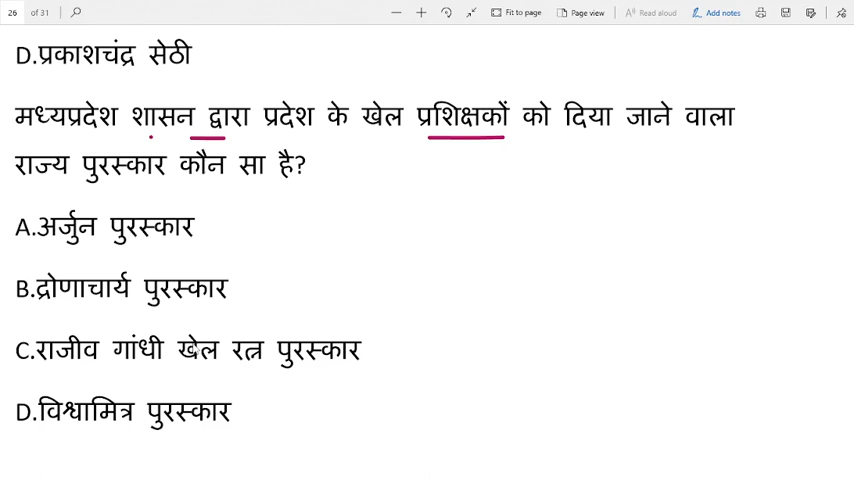 26 of 31 Fit to page Page view Read aloud Add notes
D.प्रकाशचंद्र सेठी
मध्यप्रदेश शासन द्वारा प्रदेश के खेल प्रशिक्षकों को दिया जाने वाला
राज्य पुरस्कार कौन सा है?
A.अर्जुन पुरस्कार
B.द्रोणाचार्य पुरस्कार
C.राजीव गांधी खेल रत्न पुरस्कार
D.विश्वामित्र पुरस्कार